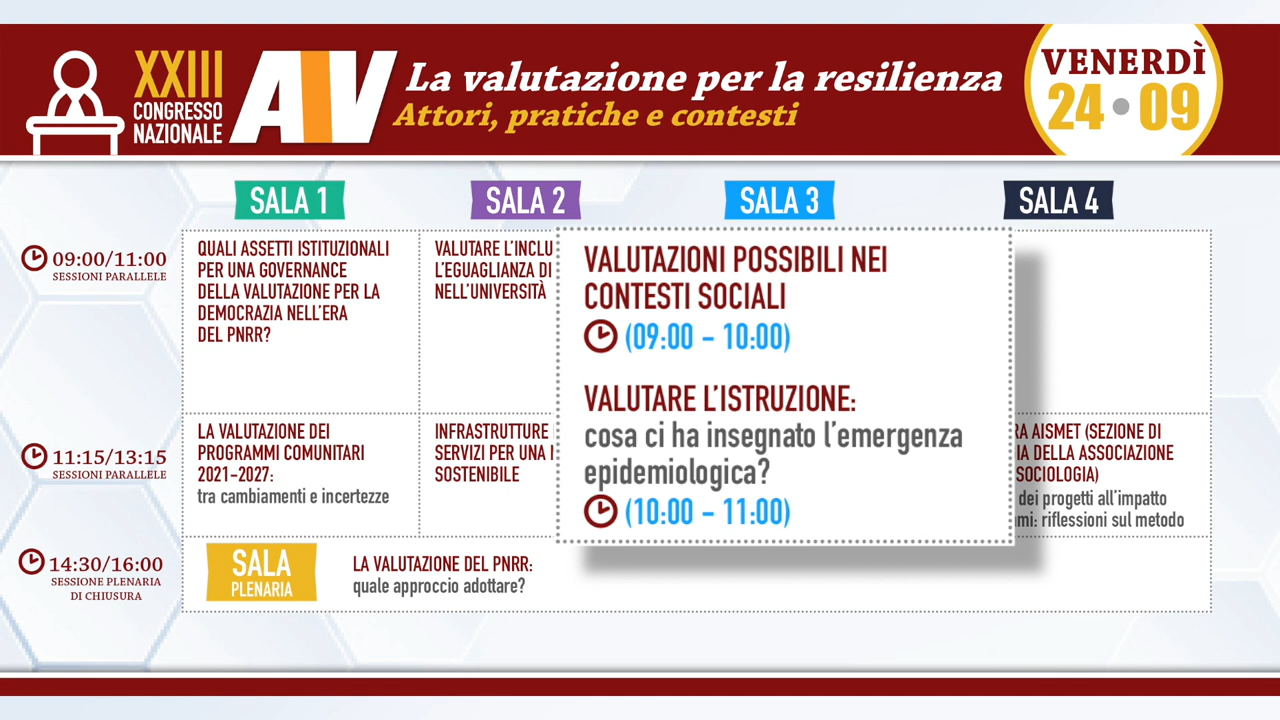 XXIII
CONGRESSO
NAZIONALE
AIV
La valutazione per la resilienza
Attori, pratiche e contesti
VENERDÌ
24 • 09
SALA 1
SALA 2
SALA 3
SALA 4
09:00/11:00
SESSIONI PARALLELE
QUALI ASSETTI ISTITUZIONALI
PER UNA GOVERNANCE
DELLA VALUTAZIONE PER LA
DEMOCRAZIA NELL'ERA
DEL PNRR?
VALUTARE
L'EGUAGLIANZA DI
NELL'UNIVERSITÀ
VALUTAZIONI POSSIBILI NEI
CONTESTI SOCIALI
(09:00 – 10:00)
VALUTARE L'ISTRUZIONE:
cosa ci ha insegnato l'emergenza
epidemiologica?
(10:00 – 11:00)
11:15/13:15
SESSIONI PARALLELE
LA VALUTAZIONE DEI
PROGRAMMI COMUNITARI
2021-2027:
tra cambiamenti e incertezze
INFRASTRUTTURE
SERVIZI PER UNA
SOSTENIBILE
AISMET (SEZIONE DI
DELLA ASSOCIAZIONE
SOCIOLOGIA)
dei progetti all'impatto
riflessioni sul metodo
14:30/16:00
SESSIONE PLENARIA
DI CHIUSURA
SALA
PLENARIA
LA VALUTAZIONE DEL PNRR:
quale approccio adottare?